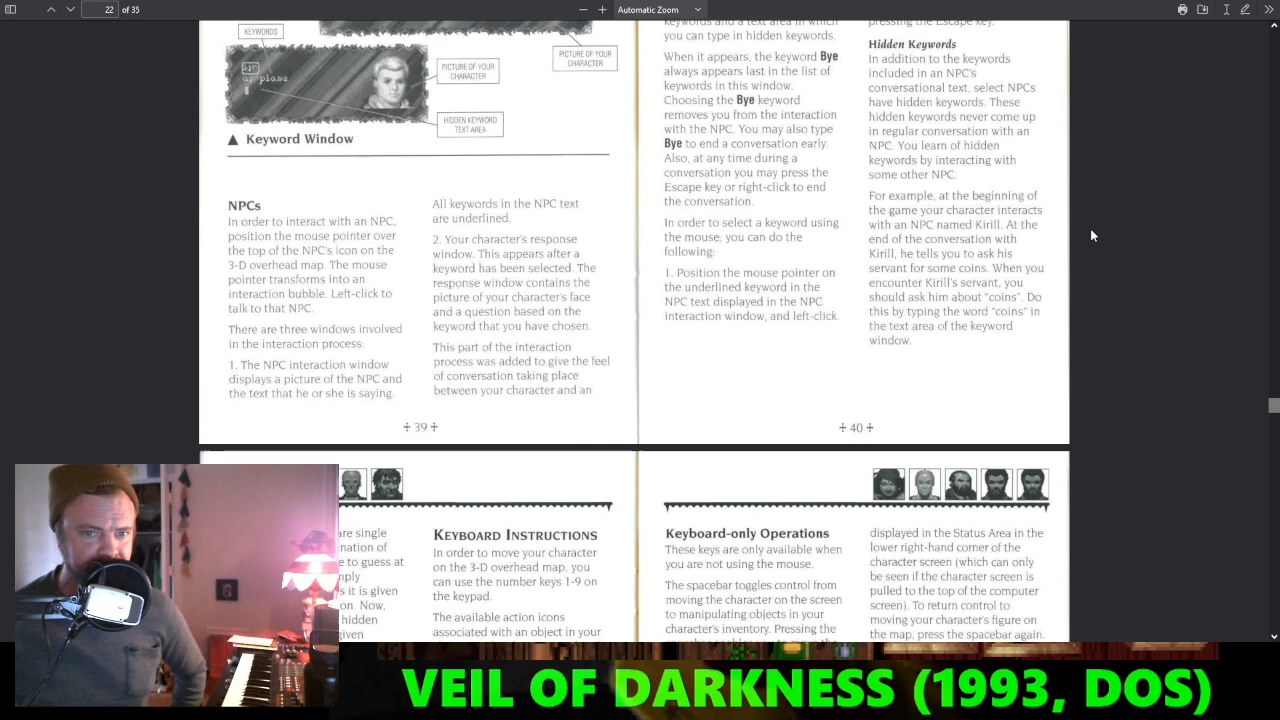 22
of 35
Automatic Zoom
KEYWORDS
sir
airplane
PICTURE OF YOUR
CHARACTER
PICTURE OF YOUR
CHARACTER
HIDDEN KEYWORD
TEXT AREA
▲ Keyword Window
NPCs
In order to interact with an NPC,
position the mouse pointer over
the top of the NPC's icon on the
3-D overhead map. The mouse
pointer transforms into an
interaction bubble. Left-click to
talk to that NPC.
There are three windows involved
in the interaction process:
1. The NPC interaction window
displays a picture of the NPC and
the text that he or she is saying.
All keywords in the NPC text
are underlined.
2. Your character's response
window. This appears after a
keyword has been selected. The
response window contains the
picture of your character's face
and a question based on the
keyword that you have chosen.
This part of the interaction
process was added to give the feel
of conversation taking place
between your character and an
39
keywords and a text area in which
you can type in hidden keywords.
When it appears, the keyword Bye
always appears last in the list of
keywords in this window.
Choosing the Bye keyword
removes you from the interaction
with the NPC. You may also type
Bye to end a conversation early.
Also, at any time during a
conversation you may press the
Escape key or right-click to end
the conversation.
In order to select a keyword using
the mouse, you can do the
following:
1. Position the mouse pointer on
the underlined keyword in the
NPC text displayed in the NPC
interaction window, and left-click.
pressing the Escape key.
Hidden Keywords
In addition to the keywords
included in an NPC's
conversational text, select NPCs
have hidden keywords. These
hidden keywords never come up
in regular conversation with an
NPC. You learn of hidden
keywords by interacting with
some other NPC.
For example, at the beginning of
the game your character interacts
with an NPC named Kirill. At the
end of the conversation with
Kirill, he tells you to ask his
servant for some coins. When you
encounter Kirill's servant, you
should ask him about "coins". Do
this by typing the word "coins" in
the text area of the keyword
window.
40
are single
nation of
e to guess at
mply
s it is given
on. Now,
hidden
given
KEYBOARD INSTRUCTIONS
In order to move your character
on the 3-D overhead map, you
can use the number keys 1-9 on
the keypad.
The available action icons
associated with an object in your
Keyboard-only Operations
These keys are only available when
you are not using the mouse.
The spacebar toggles control from
moving the character on the screen
to manipulating objects in your
character's inventory. Pressing the
displayed in the Status Area in the
lower right-hand corner of the
character screen (which can only
be seen if the character screen is
pulled to the top of the computer
screen). To return control to
moving your character's figure on
the map, press the spacebar again.
VEIL OF DARKNESS (1993, DOS)